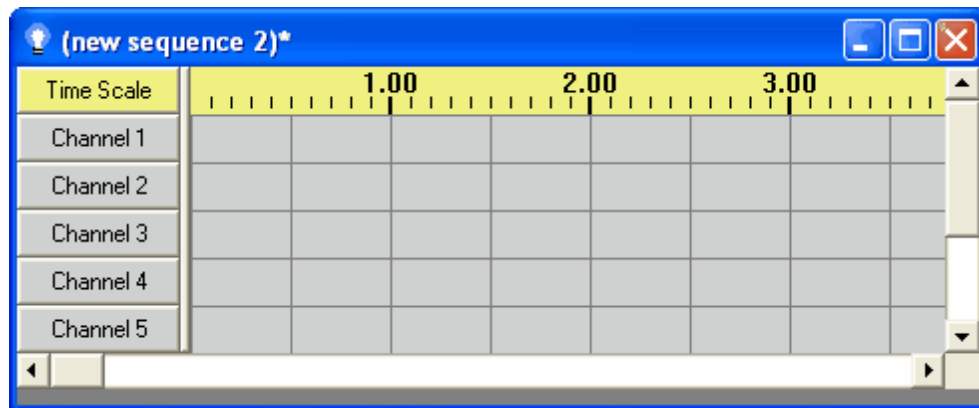 (new sequence 2)*
Time Scale 1.00 2.00 3.00
Channel 1
Channel 2
Channel 3
Channel 4
Channel 5